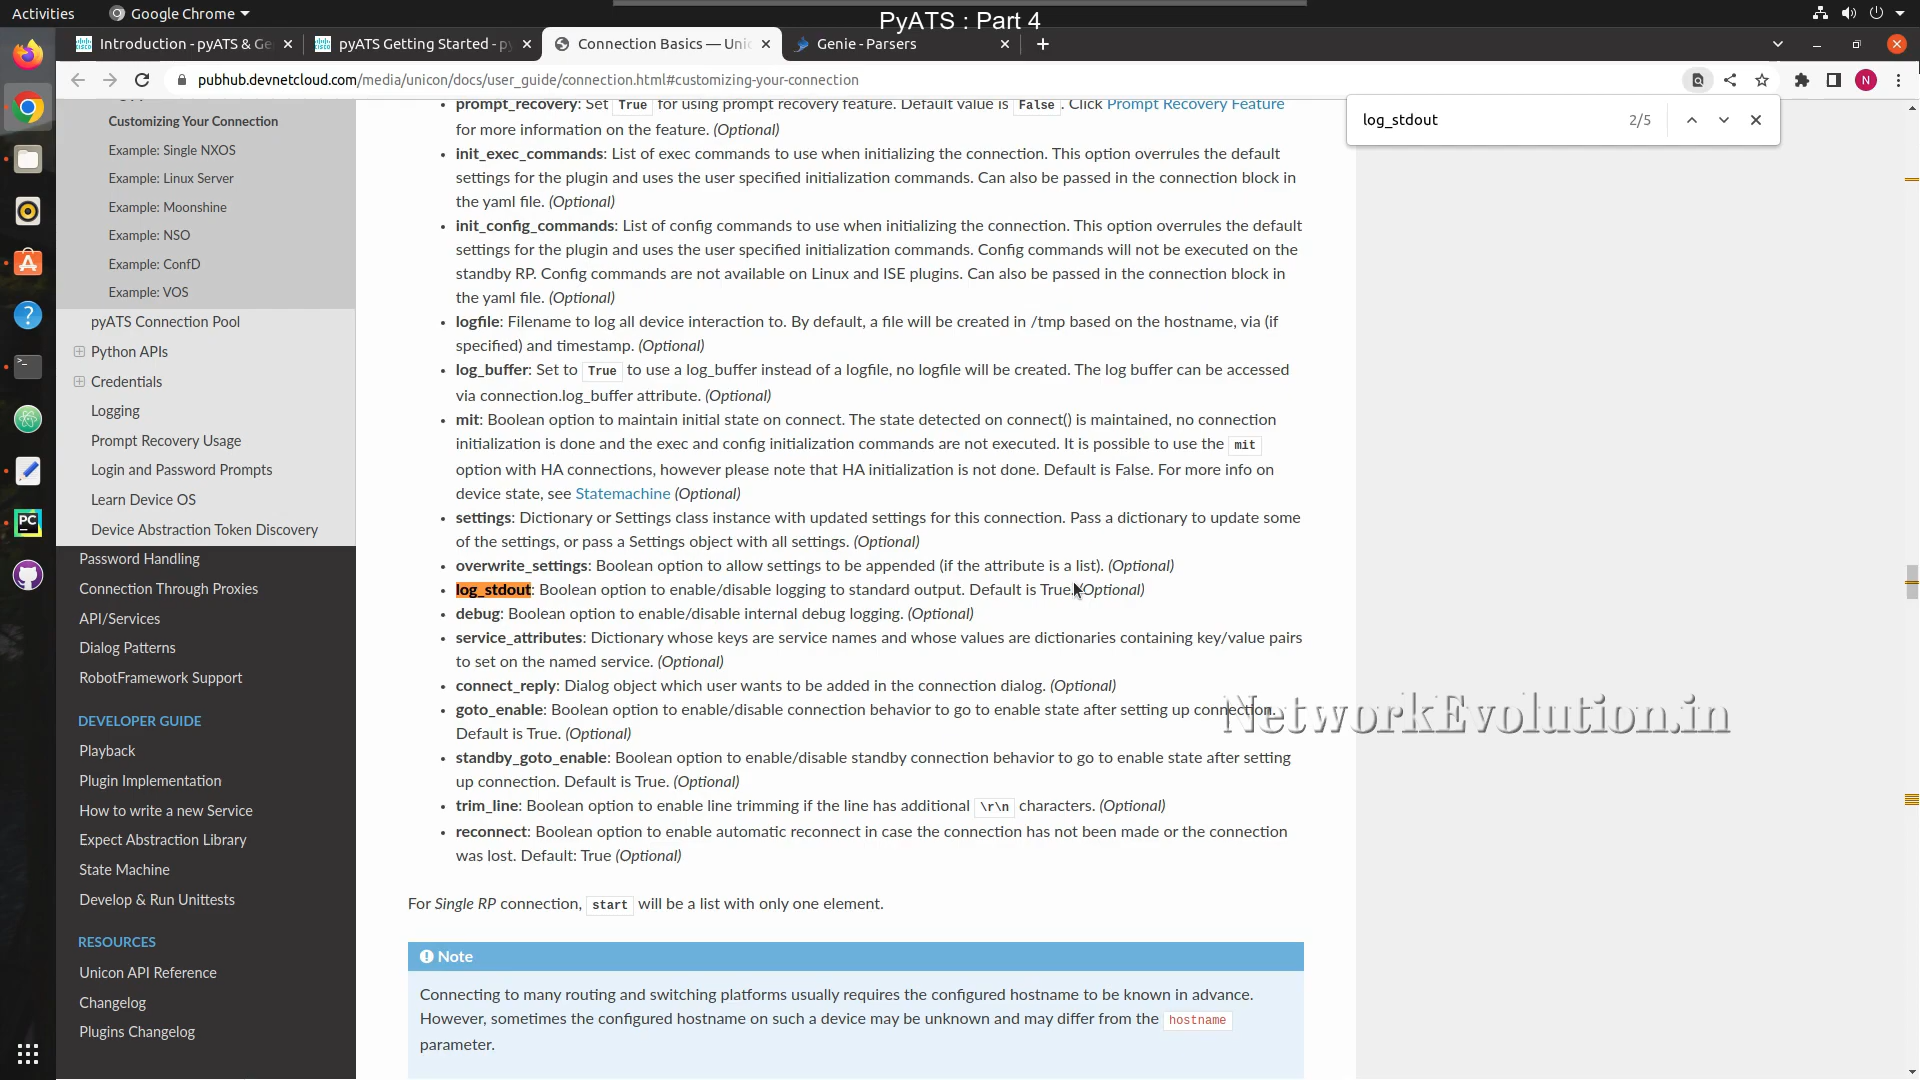 Activities
Google Chrome
PyATS : Part 4
Introduction - pyATS & Ge
pyATS Getting Started - py
Connection Basics — Unic
Genie - Parsers
pubhub.devnetcloud.com/media/unicon/docs/user_guide/connection.html#customizing-your-connection
N
log_stdout
2/5
Customizing Your Connection
Example: Single NXOS
Example: Linux Server
Example: Moonshine
Example: NSO
Example: ConfD
Example: VOS
pyATS Connection Pool
Python APIs
Credentials
Logging
Prompt Recovery Usage
Login and Password Prompts
Learn Device OS
Device Abstraction Token Discovery
Password Handling
Connection Through Proxies
API/Services
Dialog Patterns
RobotFramework Support
DEVELOPER GUIDE
Playback
Plugin Implementation
How to write a new Service
Expect Abstraction Library
State Machine
Develop & Run Unittests
RESOURCES
Unicon API Reference
Changelog
Plugins Changelog
prompt_recovery: Set True for using prompt recovery feature. Default value is False. Click Prompt Recovery Feature
for more information on the feature. (Optional)
• init_exec_commands: List of exec commands to use when initializing the connection. This option overrules the default
settings for the plugin and uses the user specified initialization commands. Can also be passed in the connection block in
the yaml file. (Optional)
• init_config_commands: List of config commands to use when initializing the connection. This option overrules the default
settings for the plugin and uses the user specified initialization commands. Config commands will not be executed on the
standby RP. Config commands are not available on Linux and ISE plugins. Can also be passed in the connection block in
the yaml file. (Optional)
• logfile: Filename to log all device interaction to. By default, a file will be created in /tmp based on the hostname, via (if
specified) and timestamp. (Optional)
• log_buffer: Set to True to use a log_buffer instead of a logfile, no logfile will be created. The log buffer can be accessed
via connection.log_buffer attribute. (Optional)
• mit: Boolean option to maintain initial state on connect. The state detected on connect() is maintained, no connection
initialization is done and the exec and config initialization commands are not executed. It is possible to use the mit
option with HA connections, however please note that HA initialization is not done. Default is False. For more info on
device state, see Statemachine (Optional)
• settings: Dictionary or Settings class instance with updated settings for this connection. Pass a dictionary to update some
of the settings, or pass a Settings object with all settings. (Optional)
• overwrite_settings: Boolean option to allow settings to be appended (if the attribute is a list). (Optional)
• log_stdout: Boolean option to enable/disable logging to standard output. Default is True. (Optional)
• debug: Boolean option to enable/disable internal debug logging. (Optional)
• service_attributes: Dictionary whose keys are service names and whose values are dictionaries containing key/value pairs
to set on the named service. (Optional)
• connect_reply: Dialog object which user wants to be added in the connection dialog. (Optional)
• goto_enable: Boolean option to enable/disable connection behavior to go to enable state after setting up connection.
Default is True. (Optional)
• standby_goto_enable: Boolean option to enable/disable standby connection behavior to go to enable state after setting
up connection. Default is True. (Optional)
• trim_line: Boolean option to enable line trimming if the line has additional \r\n characters. (Optional)
• reconnect: Boolean option to enable automatic reconnect in case the connection has not been made or the connection
was lost. Default: True (Optional)
For Single RP connection, start will be a list with only one element.
Note
Connecting to many routing and switching platforms usually requires the configured hostname to be known in advance.
However, sometimes the configured hostname on such a device may be unknown and may differ from the hostname
parameter.
NetworkEvolution.in